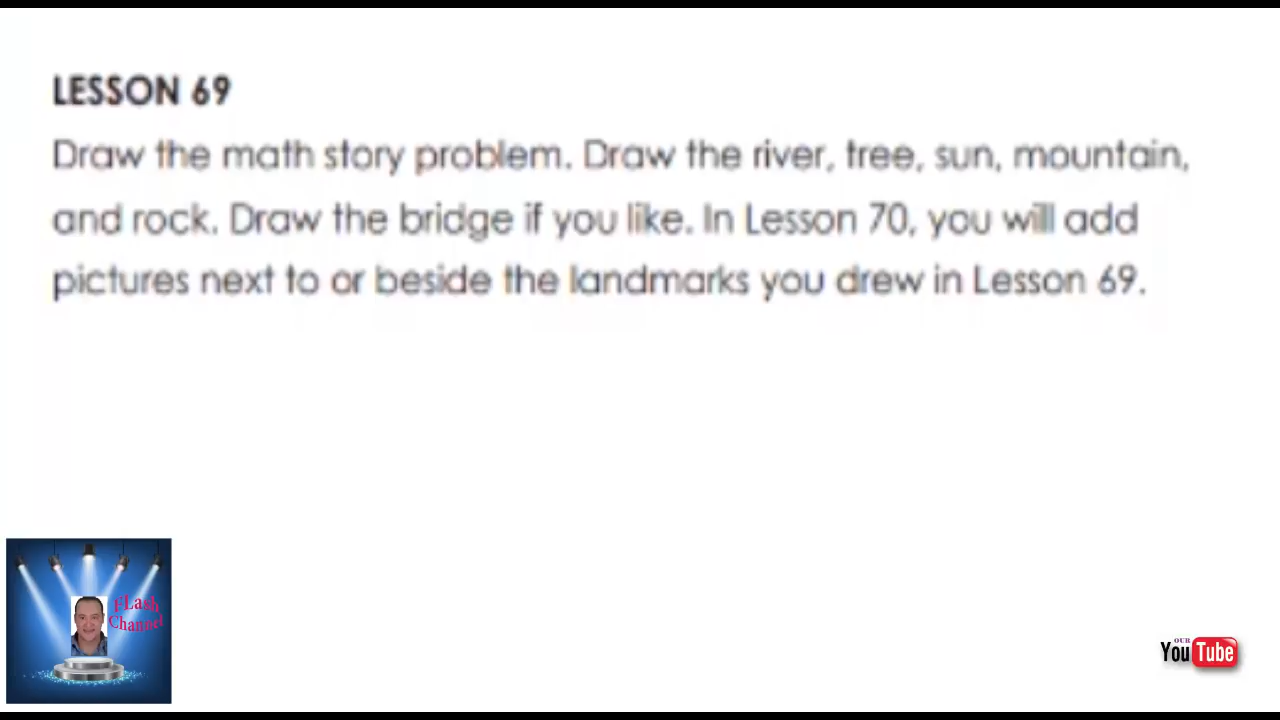 LESSON 69
Draw the math story problem. Draw the river, tree, sun, mountain,
and rock. Draw the bridge if you like. In Lesson 70, you will add
pictures next to or beside the landmarks you drew in Lesson 69.
FLash
Channel
OUR
YouTube